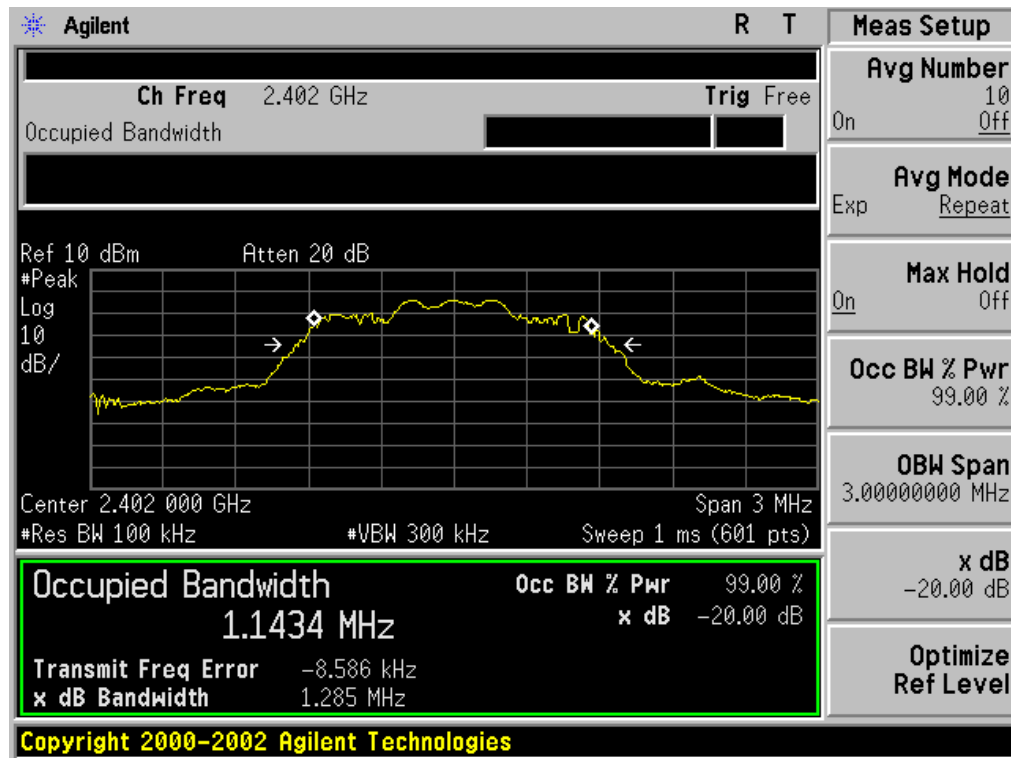 Agilent
R T
Meas Setup
Ch Freq 2.402 GHz
Trig Free
Occupied Bandwidth
Avg Number
10
On Off
Avg Mode
Exp Repeat
Max Hold
On Off
Occ BW % Pwr
99.00 %
OBW Span
3.00000000 MHz
x dB
-20.00 dB
Optimize
Ref Level
Ref 10 dBm Atten 20 dB
#Peak
Log
10
dB/
Center 2.402 000 GHz Span 3 MHz
#Res BW 100 kHz #VBW 300 kHz Sweep 1 ms (601 pts)
Occupied Bandwidth
1.1434 MHz
Occ BW % Pwr 99.00 %
x dB -20.00 dB
Transmit Freq Error -8.586 kHz
x dB Bandwidth 1.285 MHz
Copyright 2000-2002 Agilent Technologies